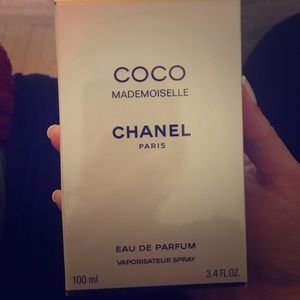 COCO
MADEMOISELLE
CHANEL
PARIS
EAU DE PARFUM
VAPORISATEUR SPRAY
100 ml 3.4 FL.OZ.